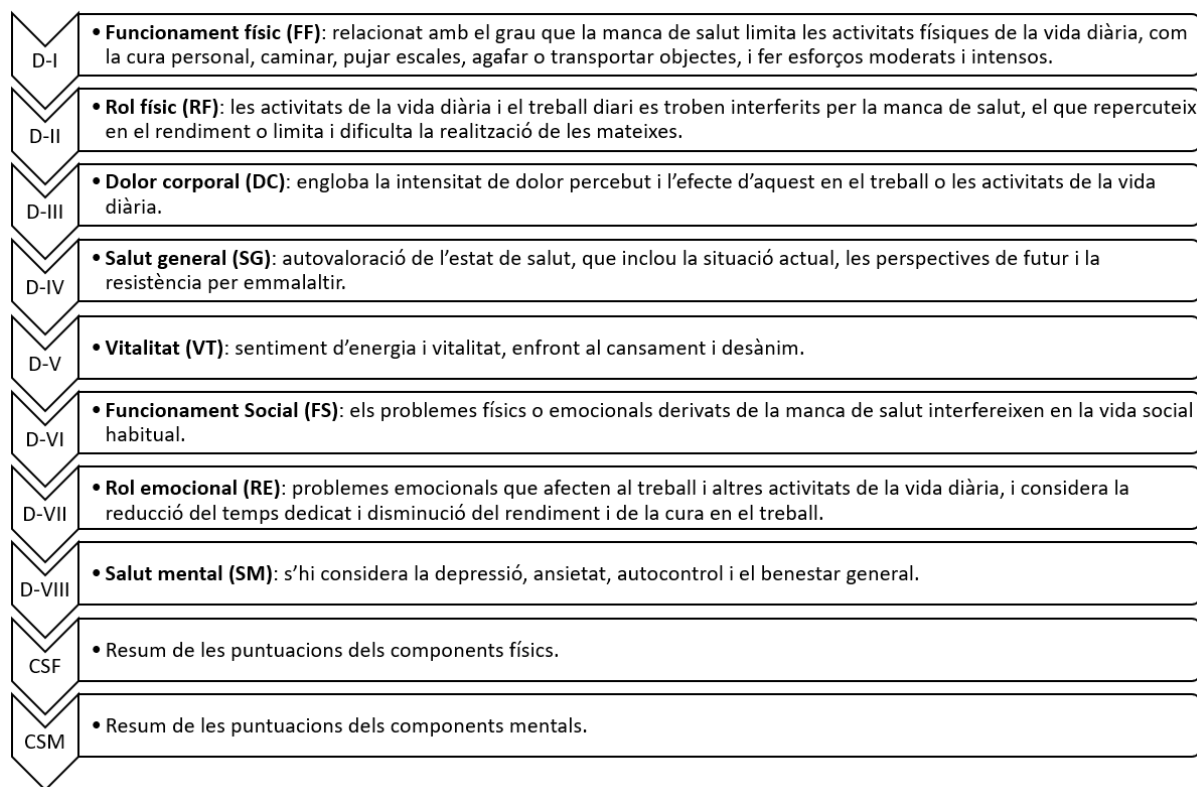 D-I
• Funcionament físic (FF): relacionat amb el grau que la manca de salut limita les activitats físiques de la vida diària, com
la cura personal, caminar, pujar escales, agafar o transportar objectes, i fer esforços moderats i intensos.
D-II
• Rol físic (RF): les activitats de la vida diària i el treball diari es troben interferits per la manca de salut, el que repercuteix
en el rendiment o limita i dificulta la realització de les mateixes.
D-III
• Dolor corporal (DC): engloba la intensitat de dolor percebut i l'efecte d'aquest en el treball o les activitats de la vida
diària.
D-IV
• Salut general (SG): autovaloració de l'estat de salut, que inclou la situació actual, les perspectives de futur i la
resistència per emmalaltir.
D-V
• Vitalitat (VT): sentiment d'energia i vitalitat, enfront al cansament i desànim.
D-VI
• Funcionament Social (FS): els problemes físics o emocionals derivats de la manca de salut interfereixen en la vida social
habitual.
D-VII
• Rol emocional (RE): problemes emocionals que afecten al treball i altres activitats de la vida diària, i considera la
reducció del temps dedicat i disminució del rendiment i de la cura en el treball.
D-VIII
• Salut mental (SM): s'hi considera la depressió, ansietat, autocontrol i el benestar general.
CSF
• Resum de les puntuacions dels components físics.
CSM
• Resum de les puntuacions dels components mentals.